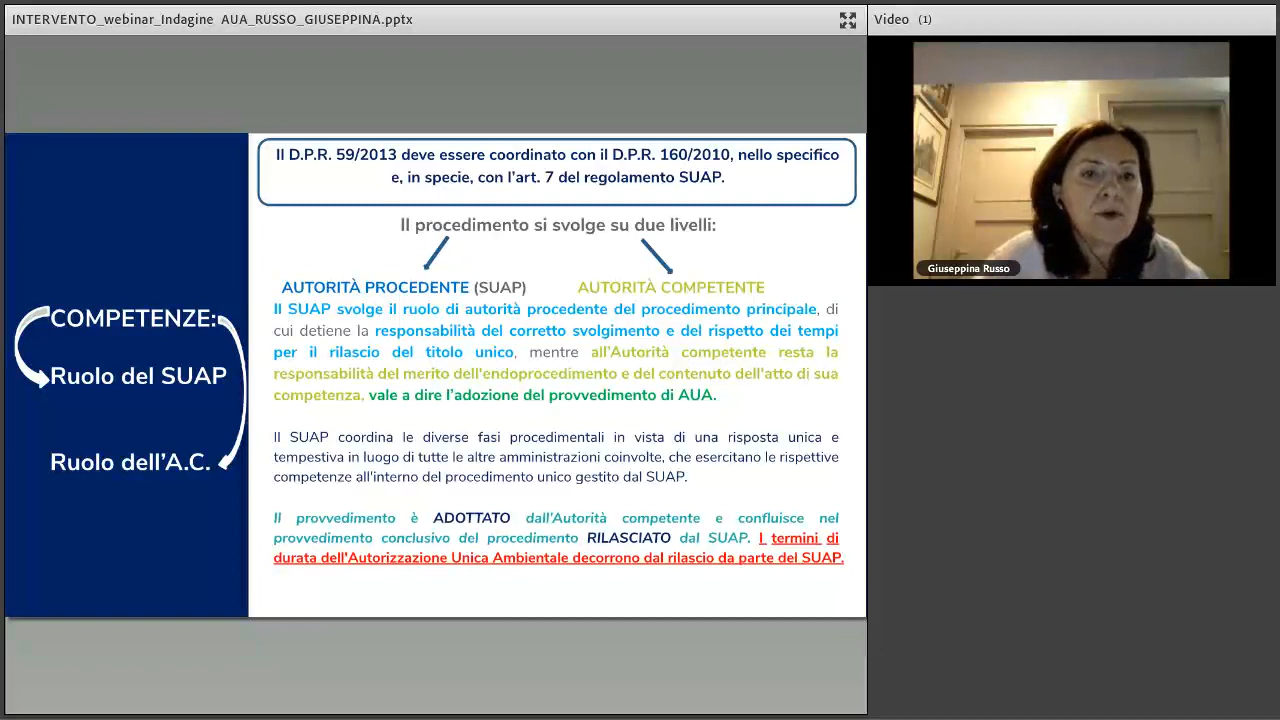 INTERVENTO_webinar_Indagine AUA_RUSSO_GIUSEPPINA.pptx
Video (1)
Giuseppina Russo
COMPETENZE:
Ruolo del SUAP
Ruolo dell'A.C.
Il D.P.R. 59/2013 deve essere coordinato con il D.P.R. 160/2010, nello specifico
e, in specie, con l'art. 7 del regolamento SUAP.
Il procedimento si svolge su due livelli:
AUTORITÀ PROCEDENTE (SUAP) AUTORITÀ COMPETENTE
Il SUAP svolge il ruolo di autorità procedente del procedimento principale, di
cui detiene la responsabilità del corretto svolgimento e del rispetto dei tempi
per il rilascio del titolo unico, mentre all'Autorità competente resta la
responsabilità del merito dell'endoprocedimento e del contenuto dell'atto di sua
competenza, vale a dire l'adozione del provvedimento di AUA.
Il SUAP coordina le diverse fasi procedimentali in vista di una risposta unica e
tempestiva in luogo di tutte le altre amministrazioni coinvolte, che esercitano le rispettive
competenze all'interno del procedimento unico gestito dal SUAP.
Il provvedimento è ADOTTATO dall'Autorità competente e confluisce nel
provvedimento conclusivo del procedimento RILASCIATO dal SUAP. I termini di
durata dell'Autorizzazione Unica Ambientale decorrono dal rilascio da parte del SUAP.